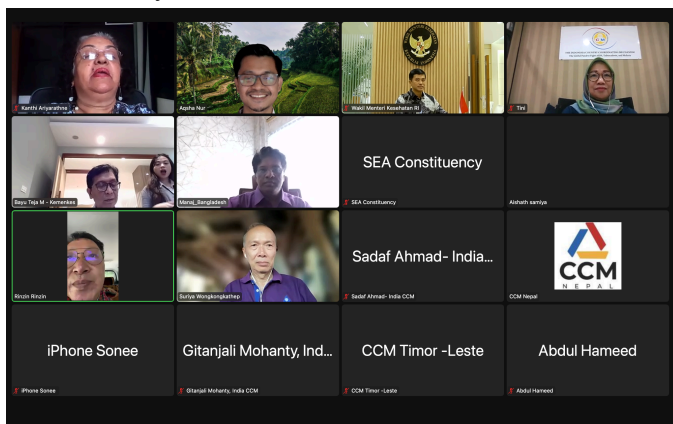 Kanthi Ariyarathne
Aqsha Nur
Wakil Menteri Kesehatan RI
Tini
Bayu Teja M - Kemenkes
Manaj_Bangladesh
SEA Constituency
SEA Constituency
Aishath samiya
Rinzin Rinzin
Suriya Wongkongkathep
Sadaf Ahmad- India...
Sadaf Ahmad- India CCM
CCM
NEPAL
CCM Nepal
iPhone Sonee
iPhone Sonee
Gitanjali Mohanty, Ind...
Gitanjali Mohanty, India CCM
CCM Timor -Leste
CCM Timor -Leste
Abdul Hameed
Abdul Hameed